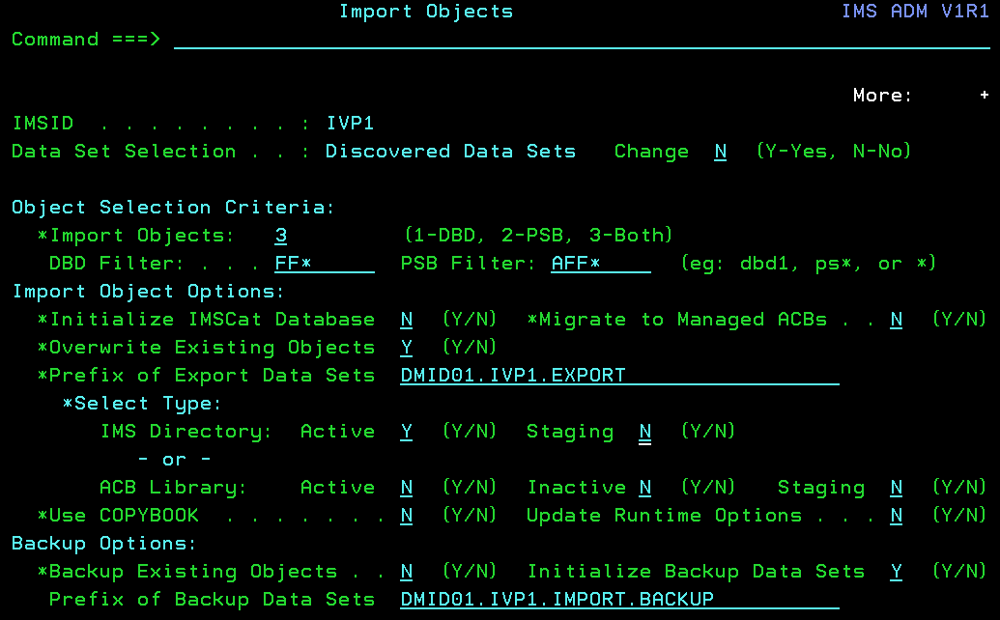 Import Objects IMS ADM V1R1
Command ===>
More: +
IMSID . . . . . . . . : IVP1
Data Set Selection . . : Discovered Data Sets Change N (Y-Yes, N-No)
Object Selection Criteria:
*Import Objects: 3 (1-DBD, 2-PSB, 3-Both)
DBD Filter: . . . FF* PSB Filter: AFF* (eg: dbd1, ps*, or *)
Import Object Options:
*Initialize IMSCat Database N (Y/N) *Migrate to Managed ACBs . . N (Y/N)
*Overwrite Existing Objects Y (Y/N)
*Prefix of Export Data Sets DMID01.IVP1.EXPORT
*Select Type:
IMS Directory: Active Y (Y/N) Staging N (Y/N)
- or -
ACB Library: Active N (Y/N) Inactive N (Y/N) Staging N (Y/N)
*Use COPYBOOK . . . . . . . N (Y/N) Update Runtime Options . . . N (Y/N)
Backup Options:
*Backup Existing Objects . . N (Y/N) Initialize Backup Data Sets Y (Y/N)
Prefix of Backup Data Sets DMID01.IVP1.IMPORT.BACKUP